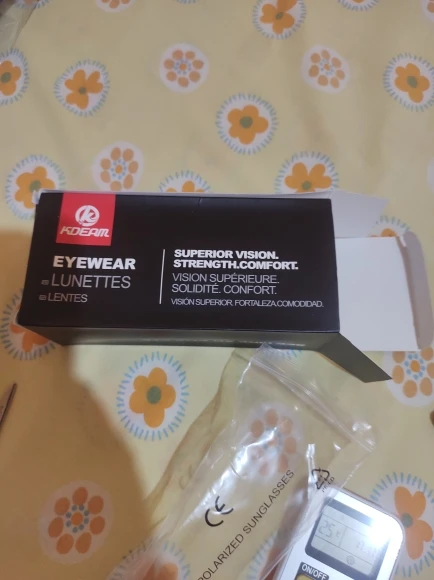 KDEAM
EYEWEAR
LUNETTES
LENTES
SUPERIOR VISION.
STRENGTH.COMFORT.
VISION SUPÉRIEURE.
SOLIDITÉ. CONFORT.
VISIÓN SUPERIOR. FORTALEZA.COMODIDAD.
CE
POLARIZED SUNGLASSES
ON/OFF